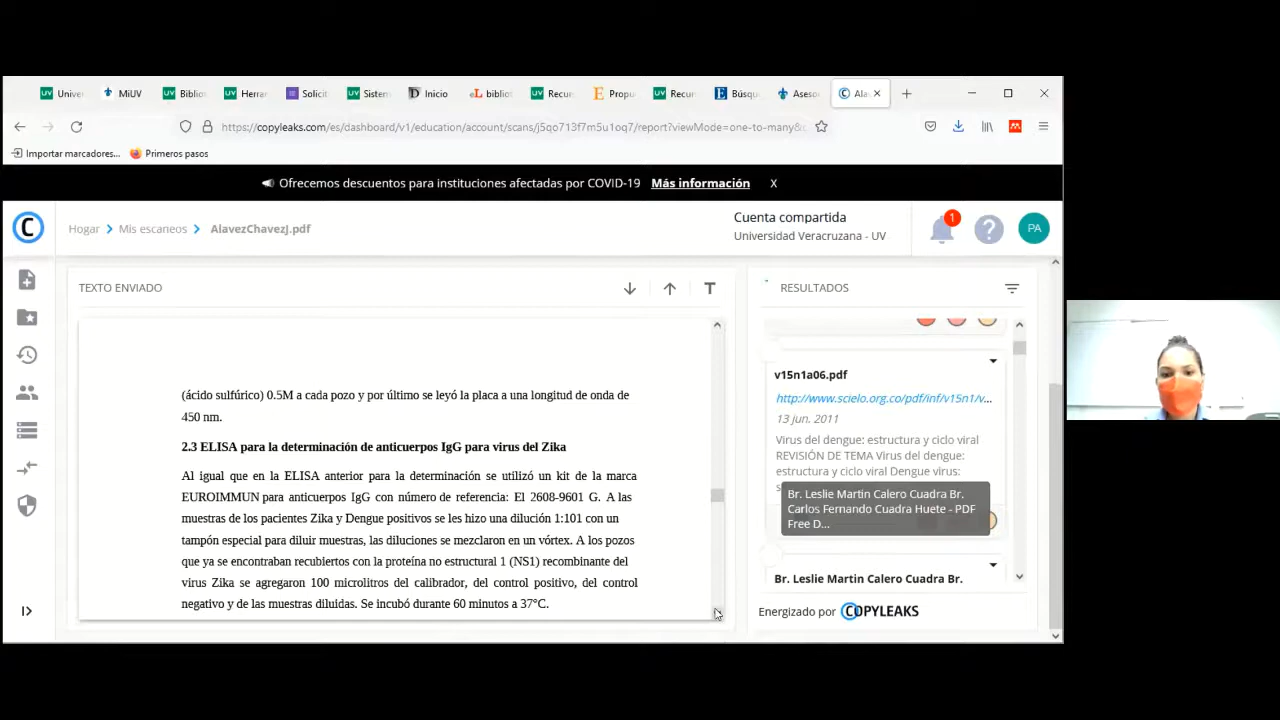 Unive
MiUV
Biblio
Herrar
Solicit
Sistem
Inicio
eL bibliot
Recur
Propu
Recur
Búsqu
Aseso
Ala
https://copyleaks.com/es/dashboard/v1/education/account/scans/j5qo713f7m5u1oq7/report?viewMode=one-to-many&
Importar marcadores...
Primeros pasos
Ofrecemos descuentos para instituciones afectadas por COVID-19 Más información X
Hogar
Mis escaneos
AlavezChavezJ.pdf
Cuenta compartida
Universidad Veracruzana - UV
1
PA
TEXTO ENVIADO
(ácido sulfúrico) 0.5M a cada pozo y por último se leyó la placa a una longitud de onda de
450 nm.
2.3 ELISA para la determinación de anticuerpos IgG para virus del Zika
Al igual que en la ELISA anterior para la determinación se utilizó un kit de la marca
EUROIMMUN para anticuerpos IgG con número de referencia: El 2608-9601 G. A las
muestras de los pacientes Zika y Dengue positivos se les hizo una dilución 1:101 con un
tampón especial para diluir muestras, las diluciones se mezclaron en un vórtex. A los pozos
que ya se encontraban recubiertos con la proteína no estructural 1 (NS1) recombinante del
virus Zika se agregaron 100 microlitros del calibrador, del control positivo, del control
negativo y de las muestras diluidas. Se incubó durante 60 minutos a 37°C.
RESULTADOS
v15n1a06.pdf
http://www.scielo.org.co/pdf/inf/v15n1/v...
13 jun. 2011
Virus del dengue: estructura y ciclo viral
REVISIÓN DE TEMA Virus del dengue:
estructura y ciclo viral Dengue virus:
Br. Leslie Martin Calero Cuadra Br.
Carlos Fernando Cuadra Huete - PDF
Free D...
Br. Leslie Martin Calero Cuadra Br.
Energizado por COPYLEAKS